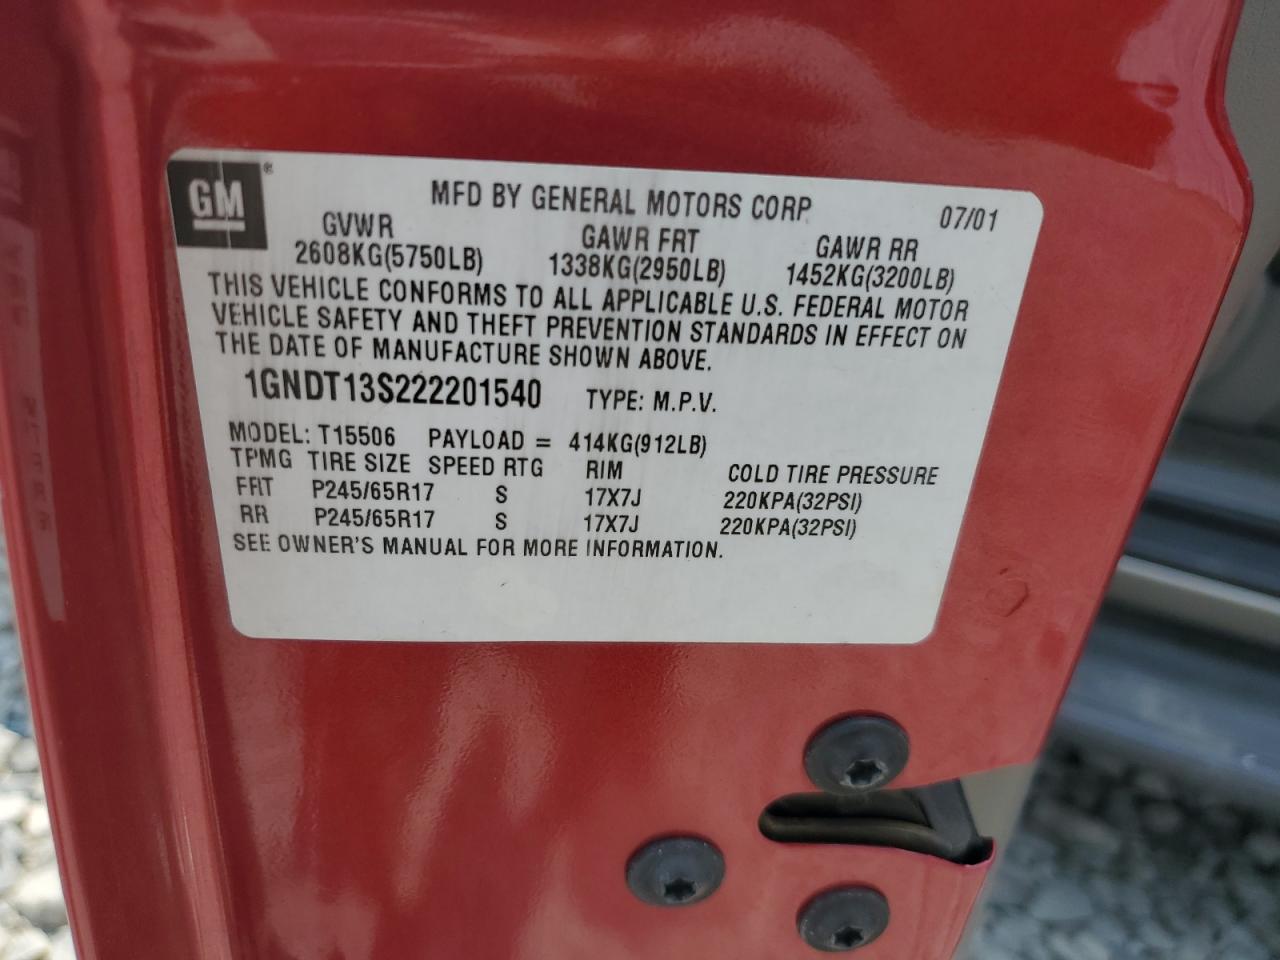 GM®
MFD BY GENERAL MOTORS CORP
07/01
GVWR GAWR FRT GAWR RR
2608KG(5750LB) 1338KG(2950LB) 1452KG(3200LB)
THIS VEHICLE CONFORMS TO ALL APPLICABLE U.S. FEDERAL MOTOR
VEHICLE SAFETY AND THEFT PREVENTION STANDARDS IN EFFECT ON
THE DATE OF MANUFACTURE SHOWN ABOVE.
1GNDT13S222201540 TYPE: M.P.V.
MODEL: T15506 PAYLOAD = 414KG(912LB)
TPMG TIRE SIZE SPEED RTG RIM COLD TIRE PRESSURE
FRT P245/65R17 S 17X7J 220KPA(32PSI)
RR P245/65R17 S 17X7J 220KPA(32PSI)
SEE OWNER'S MANUAL FOR MORE INFORMATION.